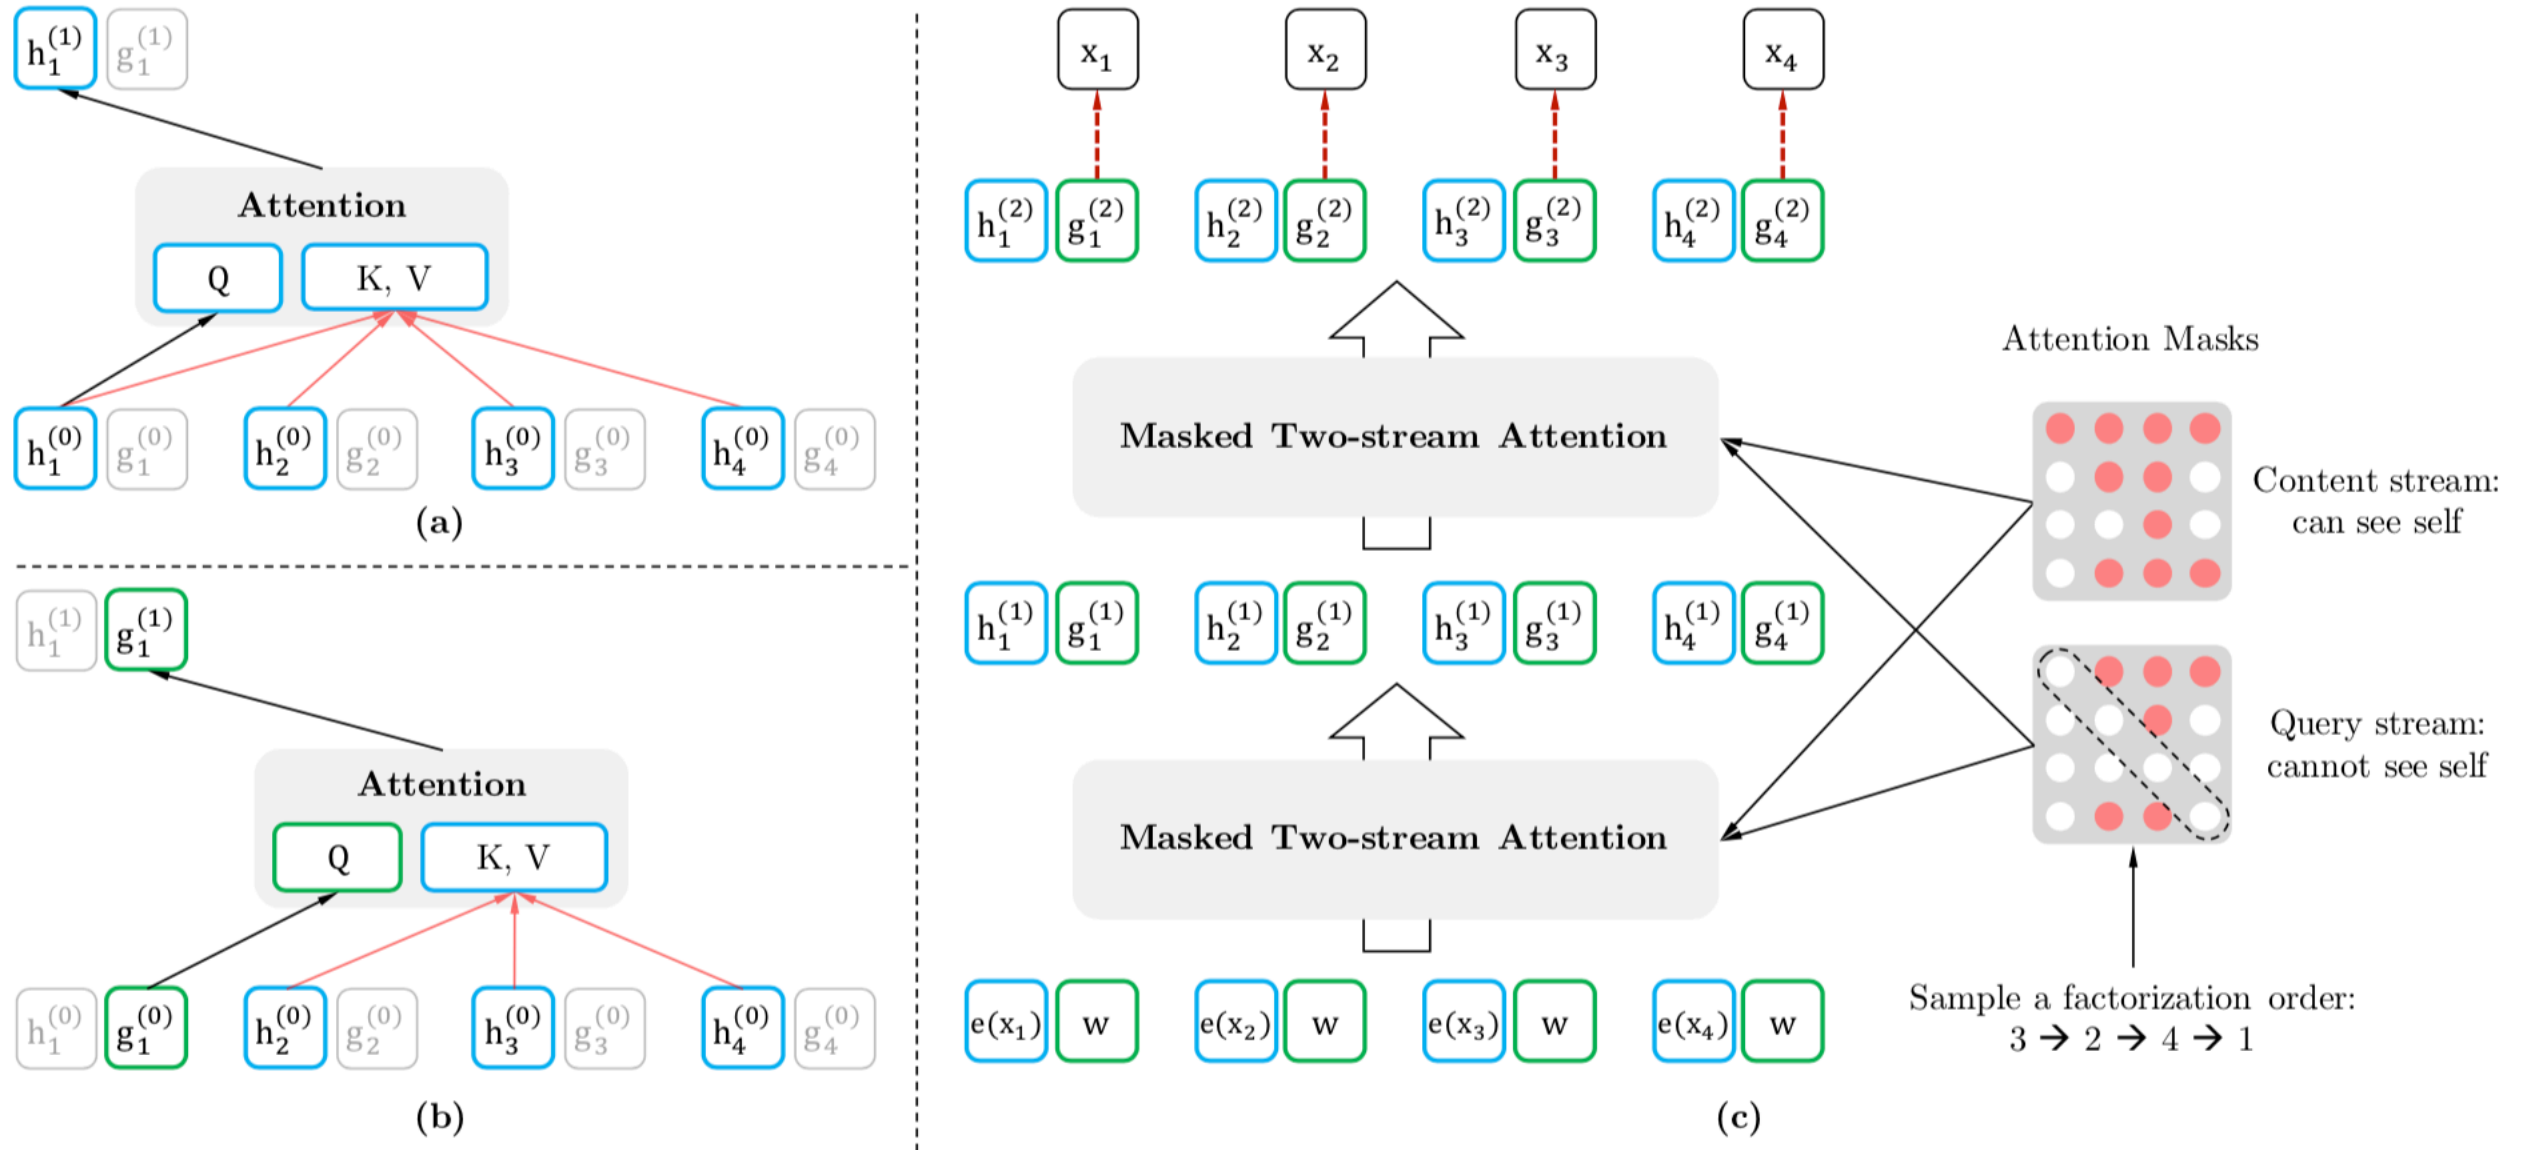 h₁⁽¹⁾ g₁⁽¹⁾
Attention
Q K, V
h₁⁽⁰⁾ g₁⁽⁰⁾ h₂⁽⁰⁾ g₂⁽⁰⁾ h₃⁽⁰⁾ g₃⁽⁰⁾ h₄⁽⁰⁾ g₄⁽⁰⁾
(a)
h₁⁽¹⁾ g₁⁽¹⁾
Attention
Q K, V
h₁⁽⁰⁾ g₁⁽⁰⁾ h₂⁽⁰⁾ g₂⁽⁰⁾ h₃⁽⁰⁾ g₃⁽⁰⁾ h₄⁽⁰⁾ g₄⁽⁰⁾
(b)
x₁ x₂ x₃ x₄
h₁⁽²⁾ g₁⁽²⁾ h₂⁽²⁾ g₂⁽²⁾ h₃⁽²⁾ g₃⁽²⁾ h₄⁽²⁾ g₄⁽²⁾
Masked Two-stream Attention
h₁⁽¹⁾ g₁⁽¹⁾ h₂⁽¹⁾ g₂⁽¹⁾ h₃⁽¹⁾ g₃⁽¹⁾ h₄⁽¹⁾ g₄⁽¹⁾
Masked Two-stream Attention
e(x₁) w e(x₂) w e(x₃) w e(x₄) w
Attention Masks
Content stream:
can see self
Query stream:
cannot see self
Sample a factorization order:
3 → 2 → 4 → 1
(c)